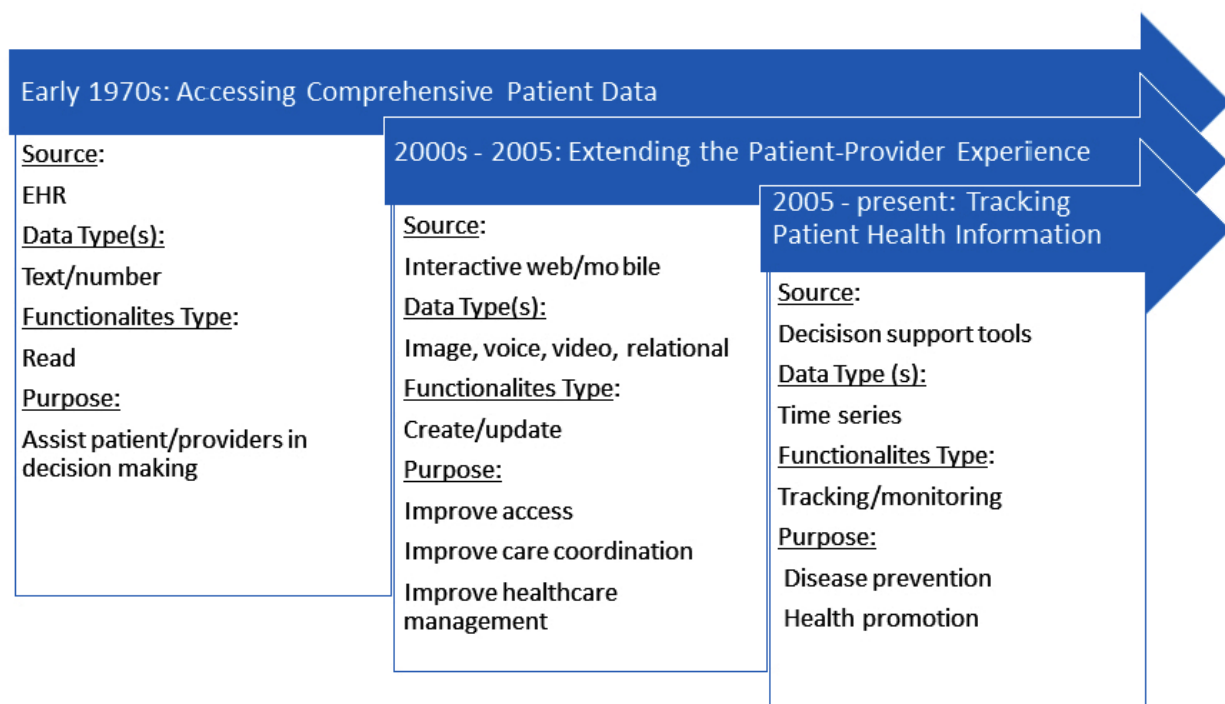 Early 1970s: Accessing Comprehensive Patient Data
Source:
EHR
Data Type(s):
Text/number
Functionalites Type:
Read
Purpose:
Assist patient/providers in
decision making
2000s - 2005: Extending the Patient-Provider Experience
Source:
Interactive web/mobile
Data Type(s):
Image, voice, video, relational
Functionalites Type:
Create/update
Purpose:
Improve access
Improve care coordination
Improve healthcare
management
2005 - present: Tracking
Patient Health Information
Source:
Decisison support tools
Data Type (s):
Time series
Functionalites Type:
Tracking/monitoring
Purpose:
Disease prevention
Health promotion